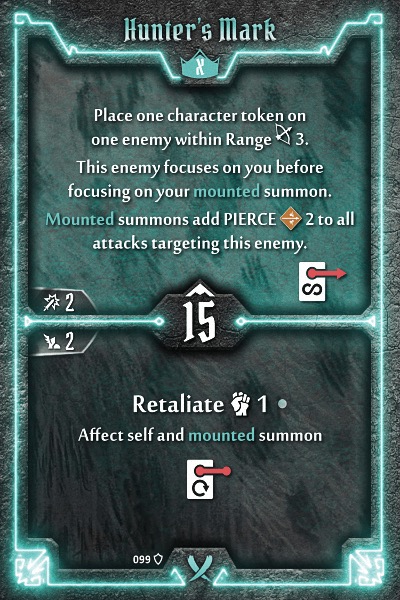 Hunter's Mark
X
Place one character token on
one enemy within Range 3.
This enemy focuses on you before
focusing on your mounted summon.
Mounted summons add PIERCE 2 to all
attacks targeting this enemy.
2
15
2
Retaliate 1
Affect self and mounted summon
099